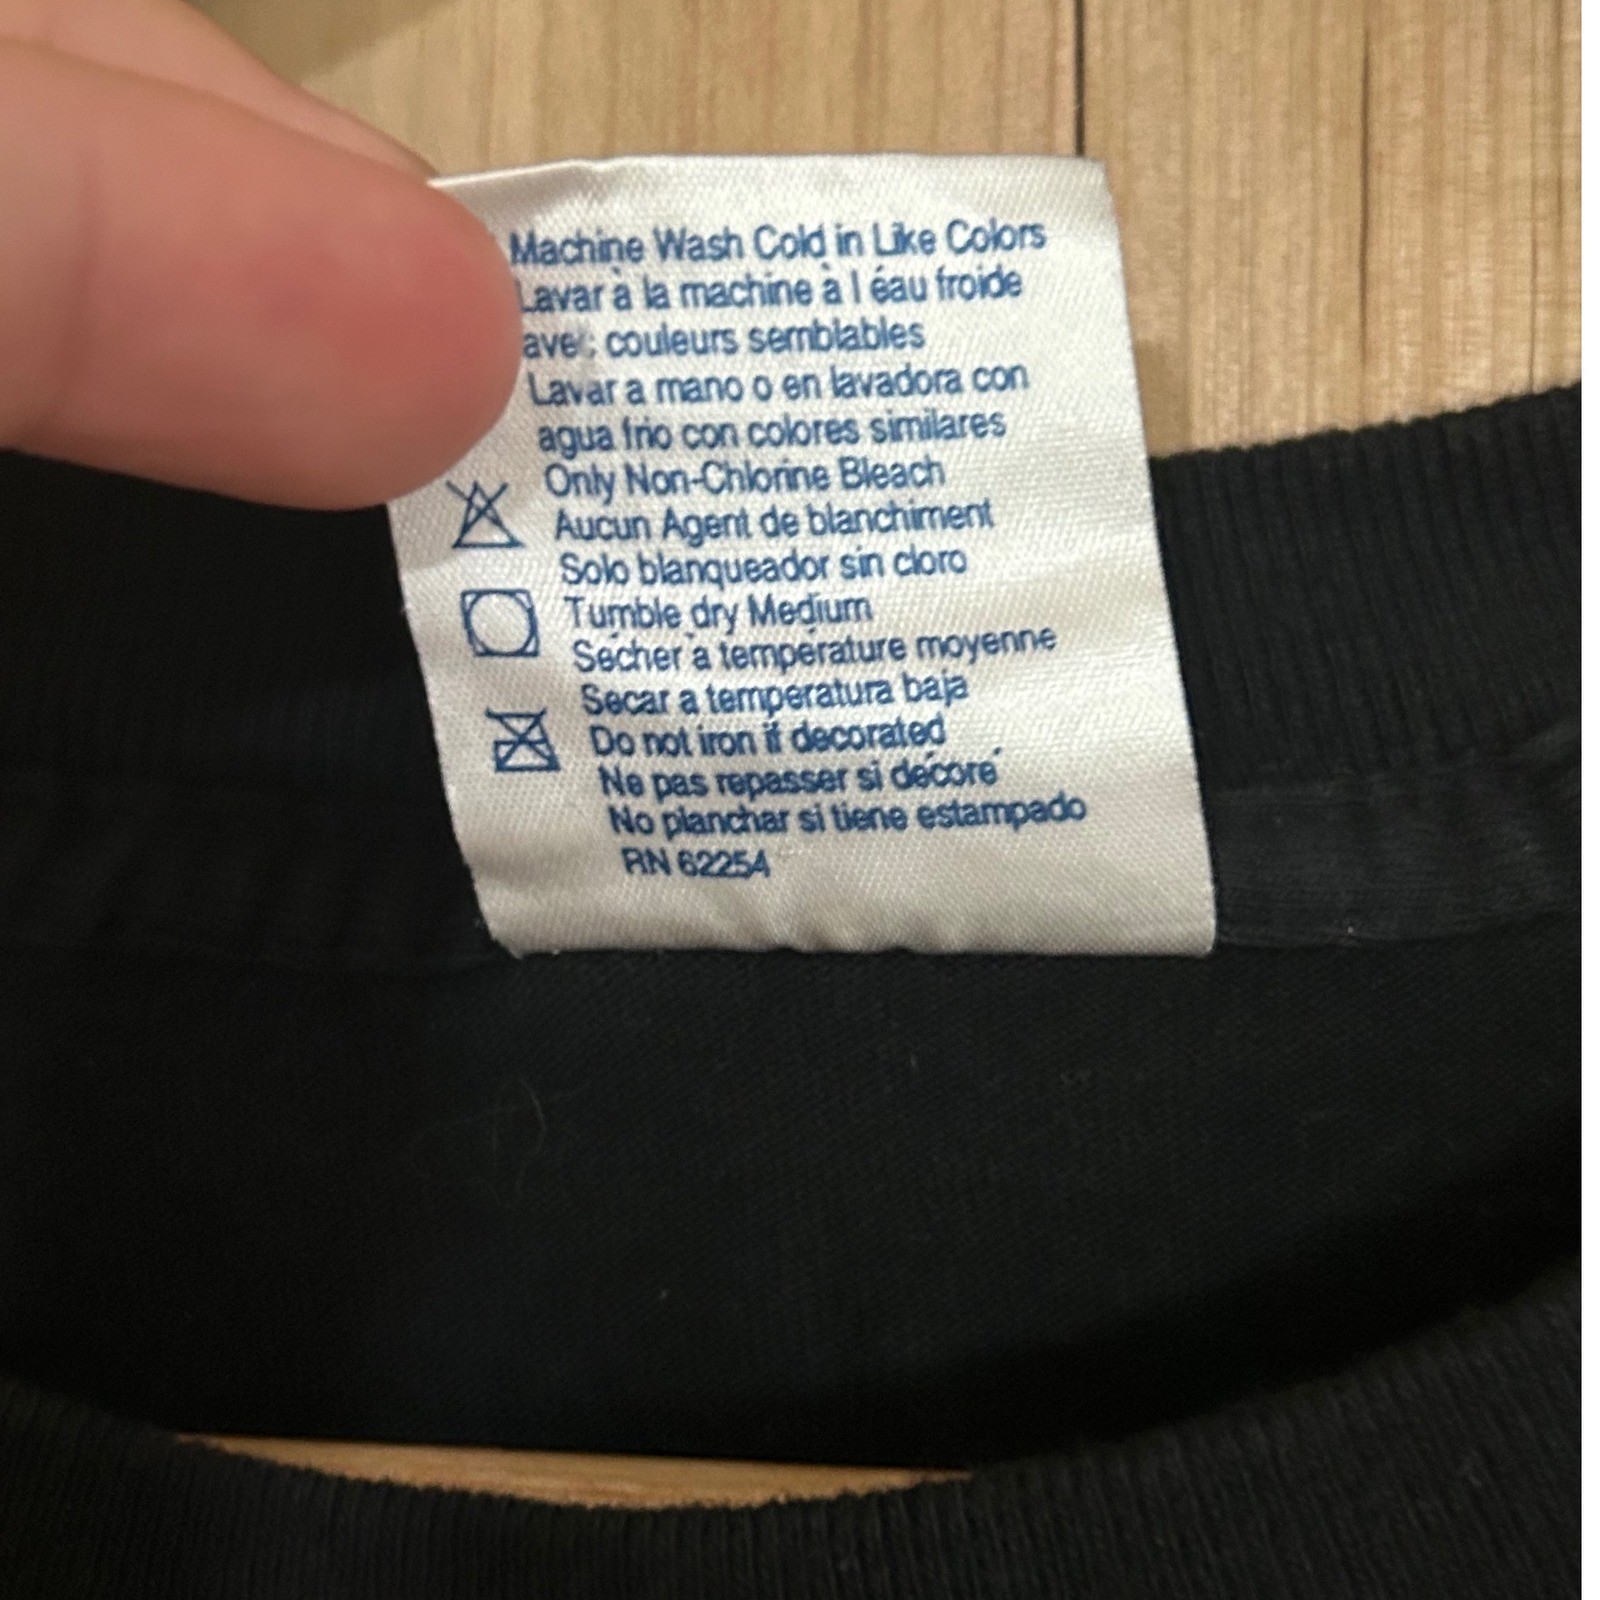 Machine Wash Cold in Like Colors
Lavar à la machine à l éau froide
avec couleurs semblables
Lavar a mano o en lavadora con
agua frio con colores similares
Only Non-Chlorine Bleach
Aucun Agent de blanchiment
Solo blanqueador sin cloro
Tumble dry Medium
Sécher à température moyenne
Secar a temperatura baja
Do not iron if decorated
Ne pas repasser si décoré
No planchar si tiene estampado
RN 62254